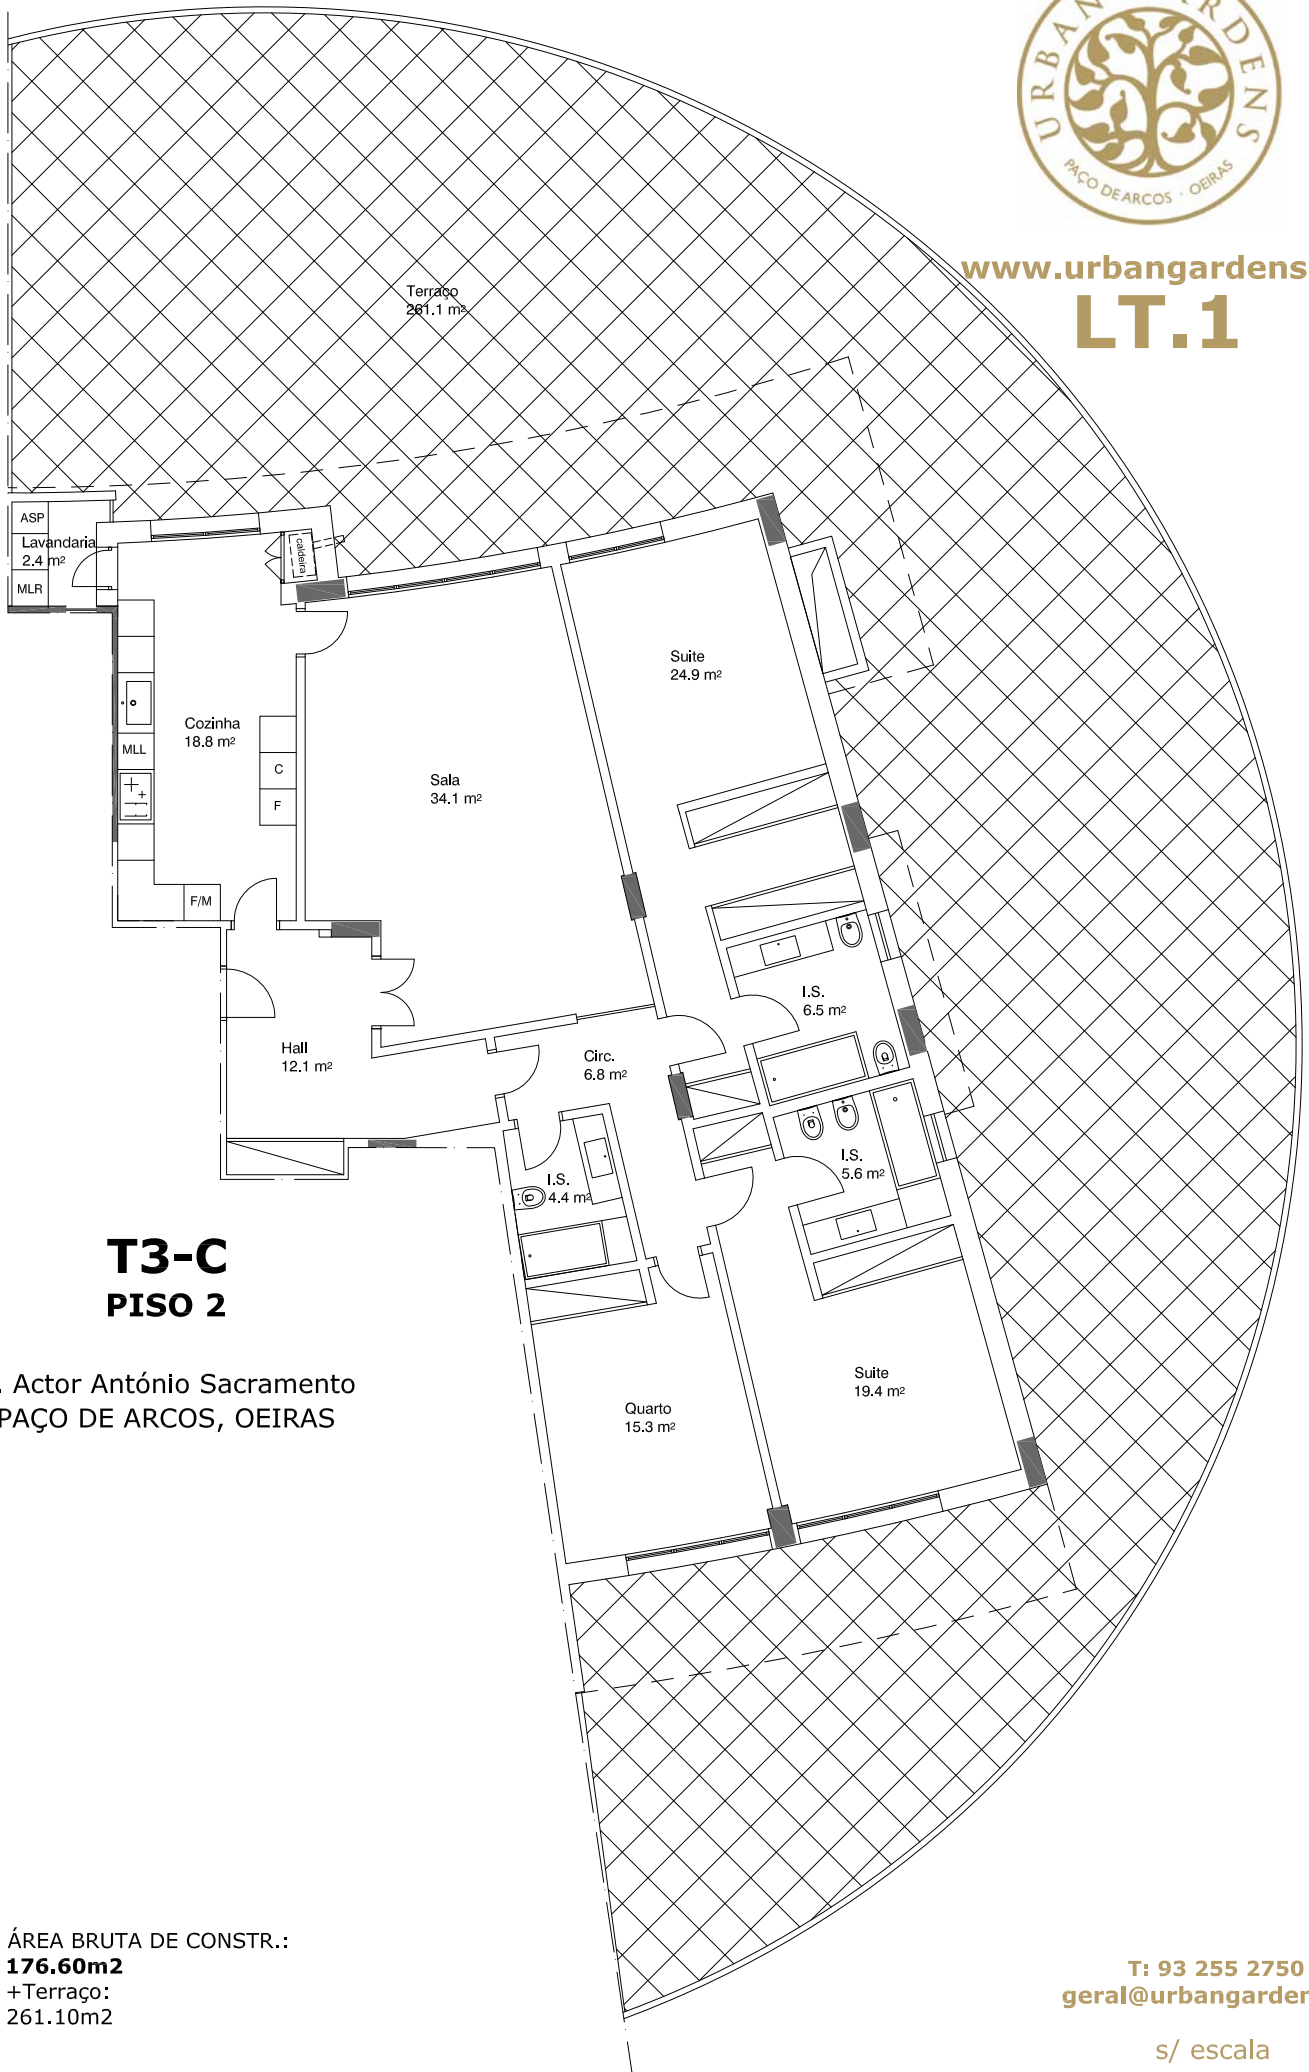 URBAN GARDENS
PAÇO DE ARCOS · OEIRAS
www.urbangardens
LT.1
Terraço
261.1 m²
ASP
Lavandaria
2.4 m²
MLR
caldeira
Suite
24.9 m²
Cozinha
18.8 m²
MLL
C
F
F/M
Sala
34.1 m²
I.S.
6.5 m²
Hall
12.1 m²
Circ.
6.8 m²
I.S.
5.6 m²
I.S.
4.4 m²
T3-C
PISO 2
. Actor António Sacramento
PAÇO DE ARCOS, OEIRAS
Suite
19.4 m²
Quarto
15.3 m²
ÁREA BRUTA DE CONSTR.:
176.60m2
+Terraço:
261.10m2
T: 93 255 2750
geral@urbangarden
s/ escala